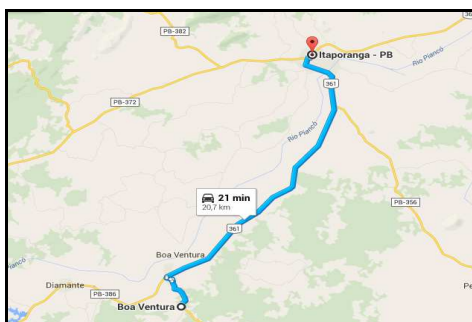 PB-382
361
Itaporanga - PB
Rio Piancó
361
PB-372
Rio Piancó
21 min
20,7 km
PB-356
361
Boa Ventura
Diamante
PB-386
Boa Ventura